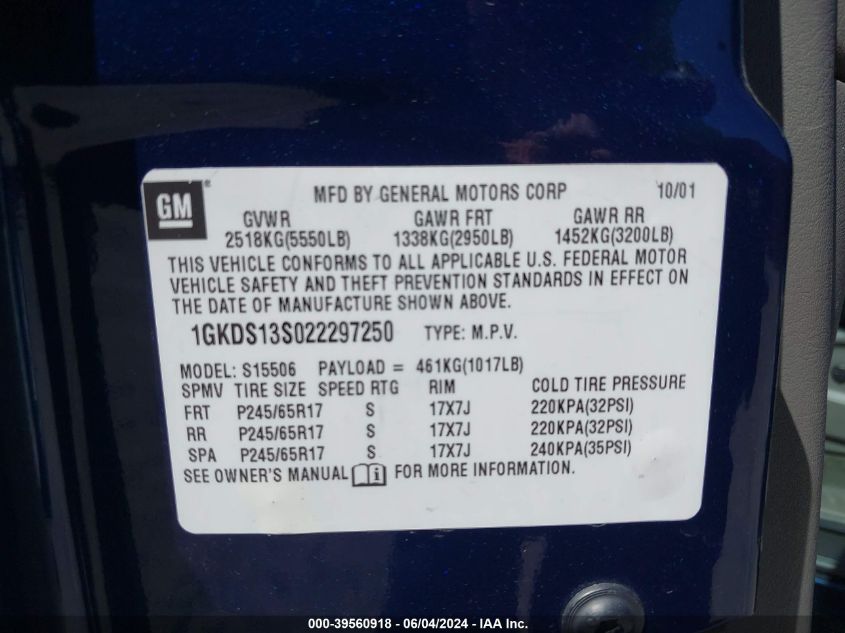 GM ® MFD BY GENERAL MOTORS CORP 10/01
GVWR GAWR FRT GAWR RR
2518KG(5550LB) 1338KG(2950LB) 1452KG(3200LB)
THIS VEHICLE CONFORMS TO ALL APPLICABLE U.S. FEDERAL MOTOR
VEHICLE SAFETY AND THEFT PREVENTION STANDARDS IN EFFECT ON
THE DATE OF MANUFACTURE SHOWN ABOVE.
1GKDS13S022297250 TYPE: M.P.V.
MODEL: S15506 PAYLOAD = 461KG(1017LB)
SPMV TIRE SIZE SPEED RTG RIM COLD TIRE PRESSURE
FRT P245/65R17 S 17X7J 220KPA(32PSI)
RR P245/65R17 S 17X7J 220KPA(32PSI)
SPA P245/65R17 S 17X7J 240KPA(35PSI)
SEE OWNER'S MANUAL i FOR MORE INFORMATION.
000-39560918 - 06/04/2024 - IAA Inc.